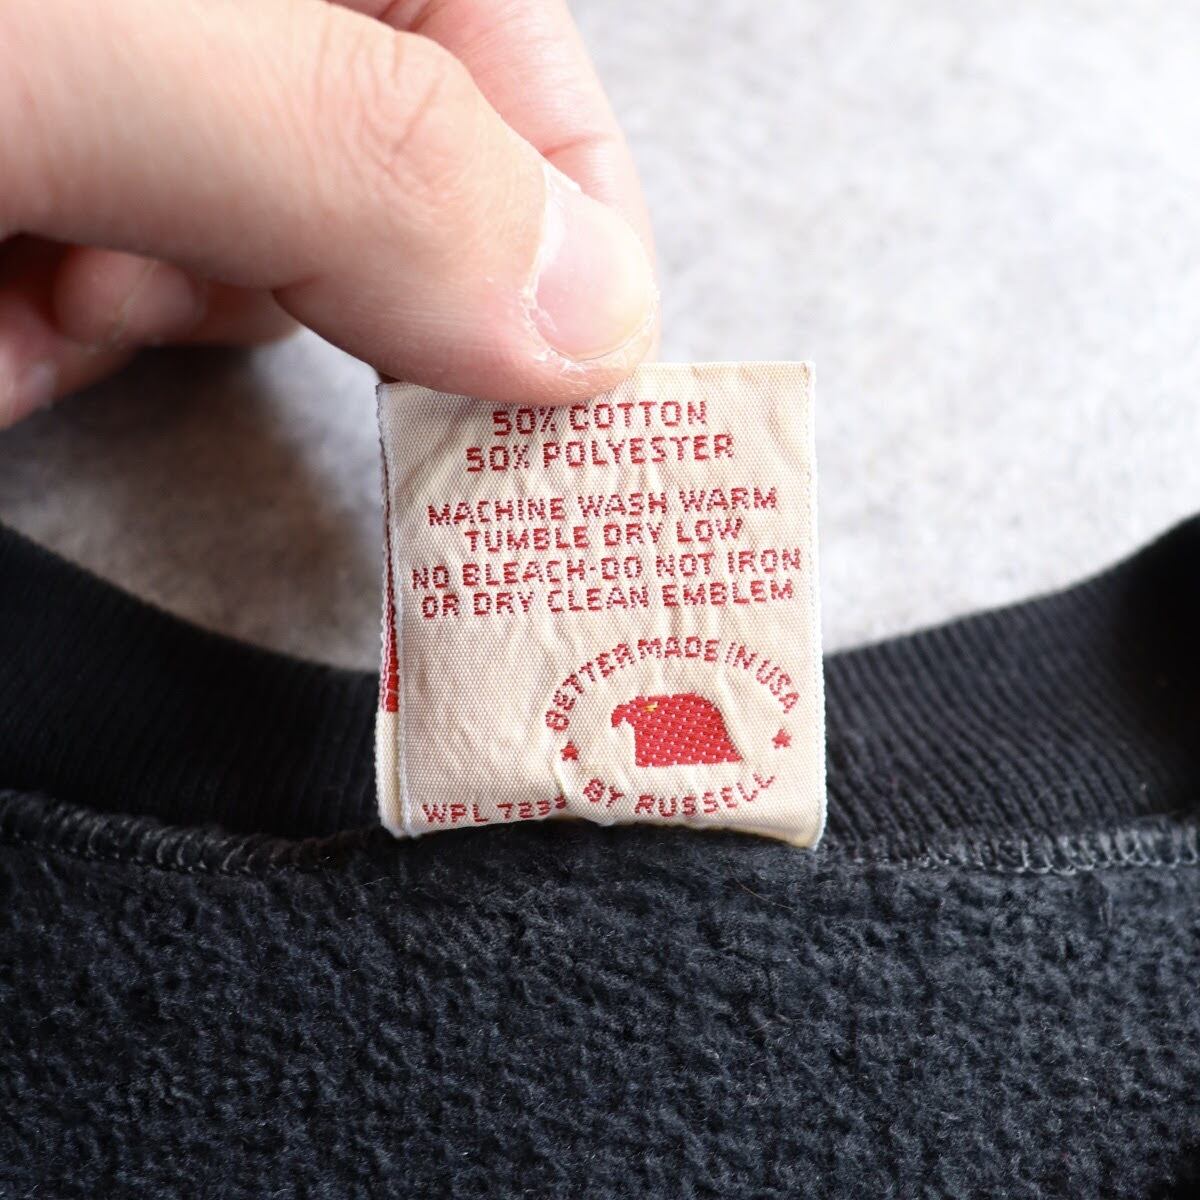 50% COTTON
50% POLYESTER
MACHINE WASH WARM
TUMBLE DRY LOW
NO BLEACH-DO NOT IRON
OR DRY CLEAN EMBLEM
BETTER MADE IN USA
BY RUSSELL
WPL